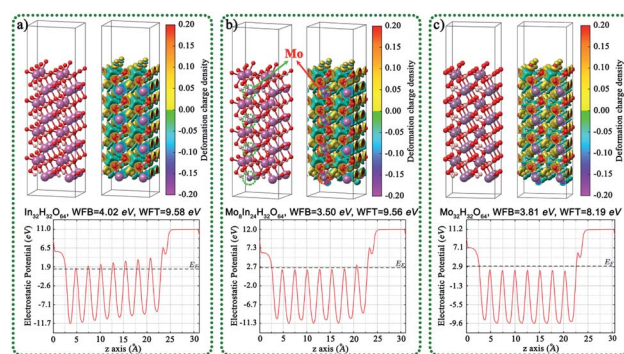 a)
0.20
0.15
0.10
0.05
0.00
-0.05
-0.10
-0.15
-0.20
Deformation charge density
In32H32O64, WFB=4.02 eV, WFT=9.58 eV
Electrostatic Potential (eV)
11.0
6.4
1.9
-2.6
-7.1
-11.7
EF
0 5 10 15 20 25 30
z axis (Å)
b)
Mo
0.20
0.15
0.10
0.05
0.00
-0.05
-0.10
-0.15
-0.20
Deformation charge density
Mo8In24H32O64, WFB=3.50 eV, WFT=9.56 eV
Electrostatic Potential (eV)
12.0
7.3
2.7
-2.0
-6.6
-11.3
EF
0 5 10 15 20 25 30
z axis (Å)
c)
0.20
0.15
0.10
0.05
0.00
-0.05
-0.10
-0.15
-0.20
Deformation charge density
Mo32H32O64, WFB=3.81 eV, WFT=8.19 eV
Electrostatic Potential (eV)
11.3
7.1
2.9
-1.3
-5.5
-9.6
EF
0 5 10 15 20 25 30
z axis (Å)